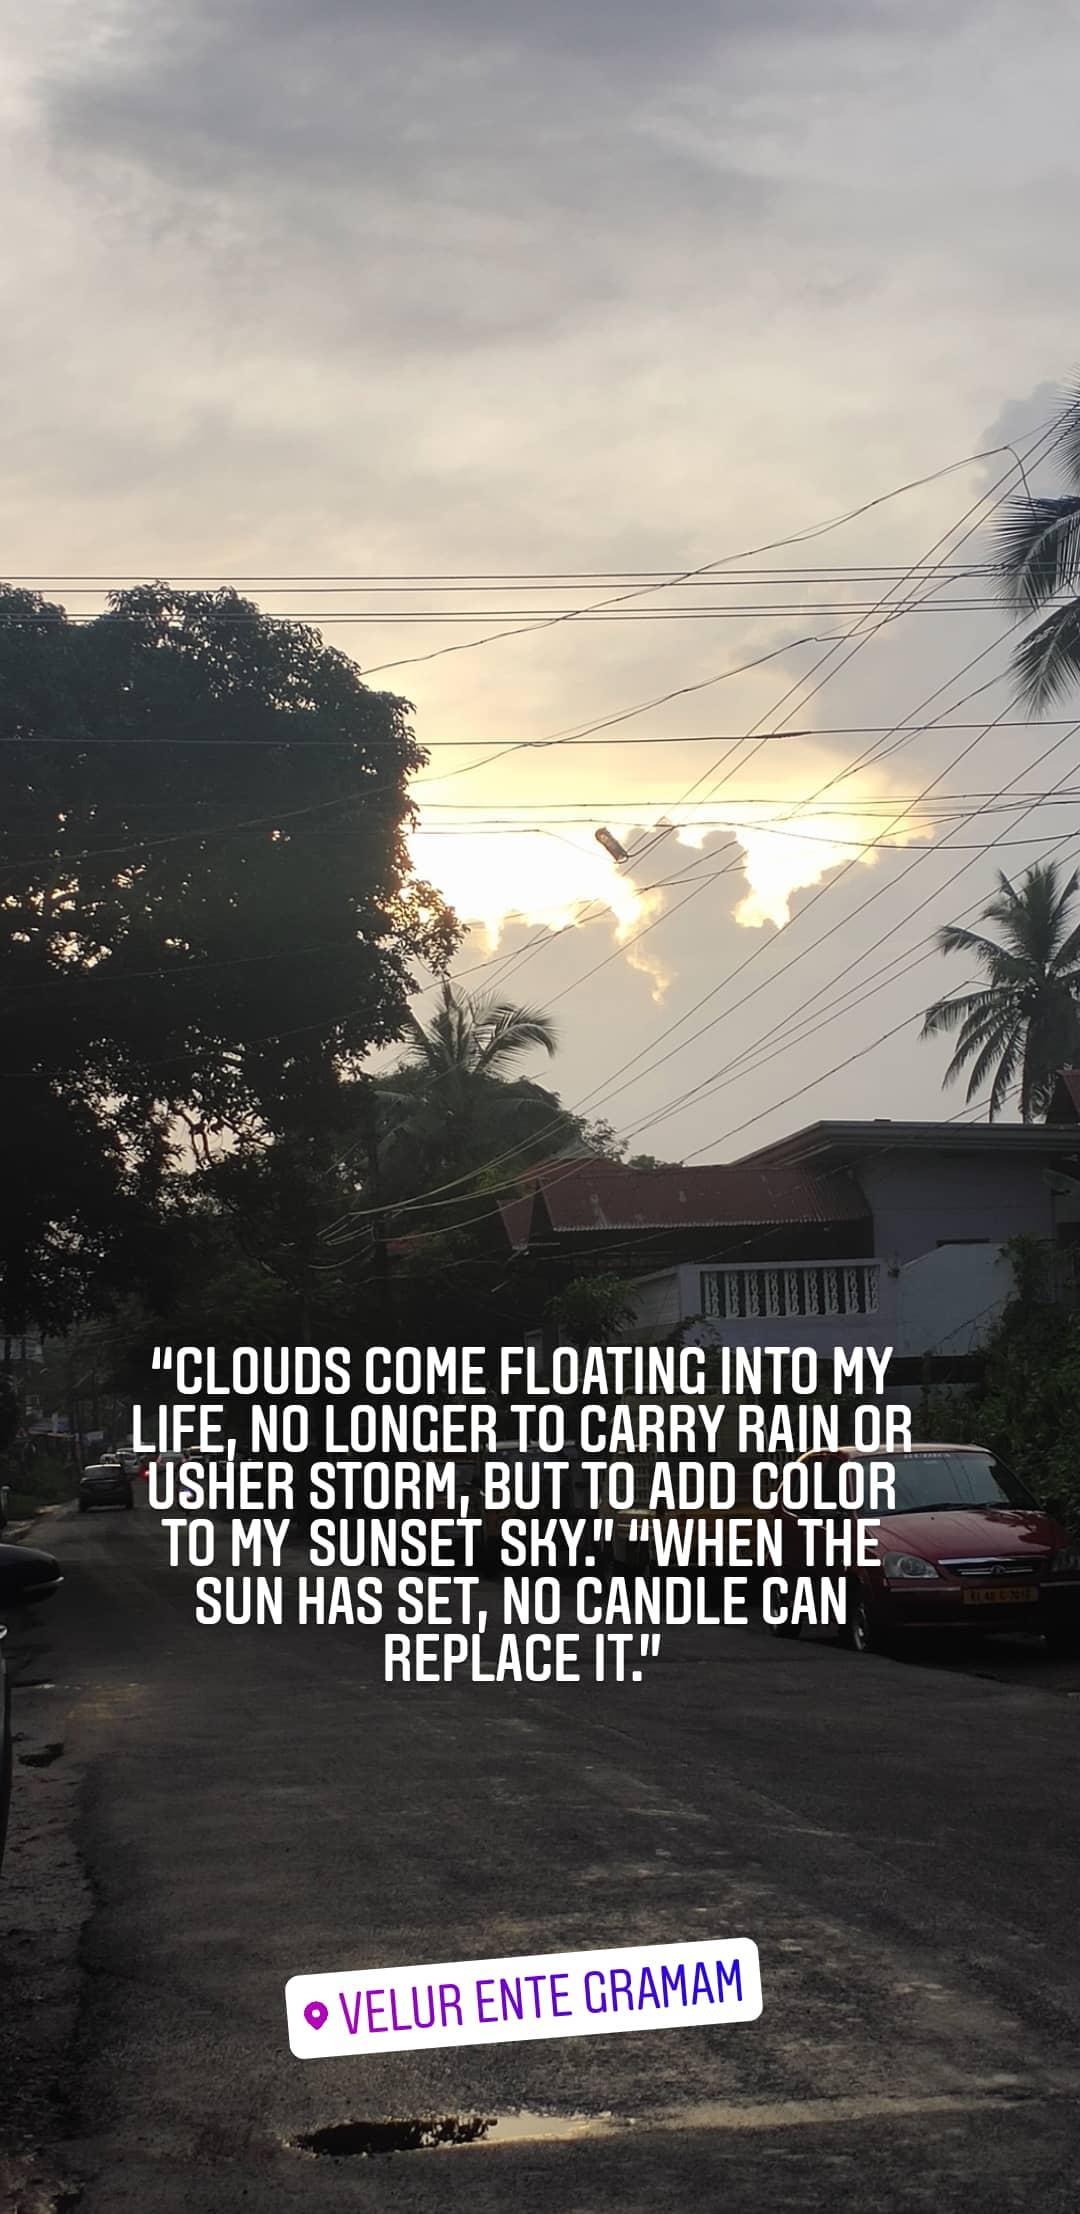 “CLOUDS COME FLOATING INTO MY
LIFE, NO LONGER TO CARRY RAIN OR
USHER STORM, BUT TO ADD COLOR
TO MY SUNSET SKY.” “WHEN THE
SUN HAS SET, NO CANDLE CAN
REPLACE IT.”
VELUR ENTE GRAMAM